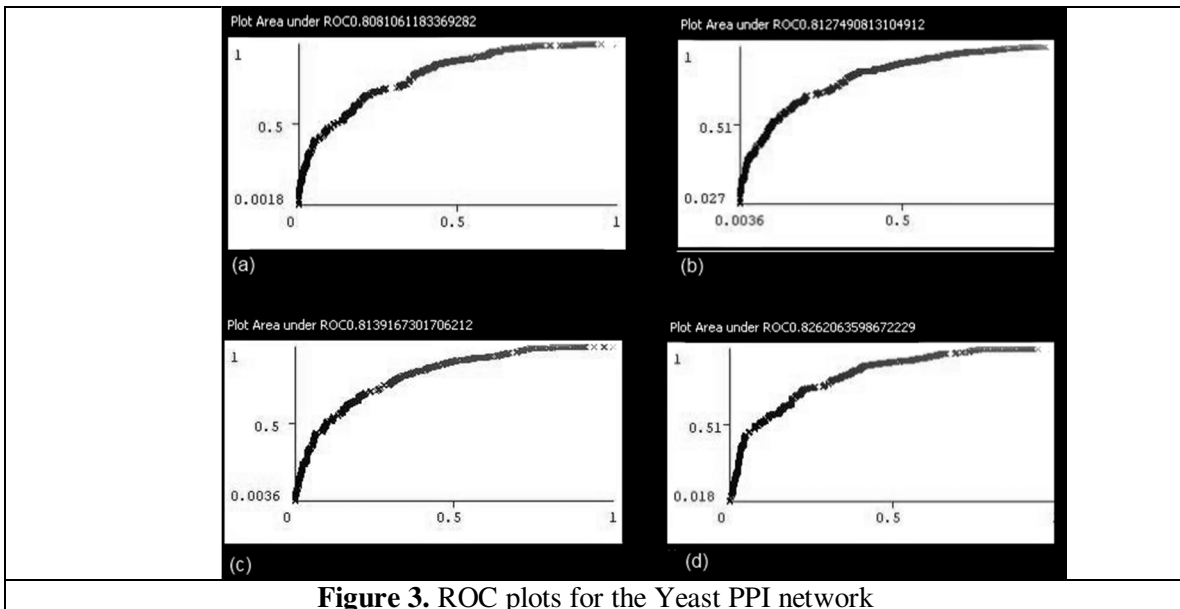 Plot Area under ROC0.8081061183369282
1
0.5
0.0018
0
0.5
1
(a)
Plot Area under ROC0.8127490813104912
1
0.51
0.027
0.0036
0.5
(b)
Plot Area under ROC0.8139167301706212
1
0.5
0.0036
0
0.5
1
(c)
Plot Area under ROC0.8262063598672229
1
0.51
0.018
0
0.5
(d)
Figure 3. ROC plots for the Yeast PPI network